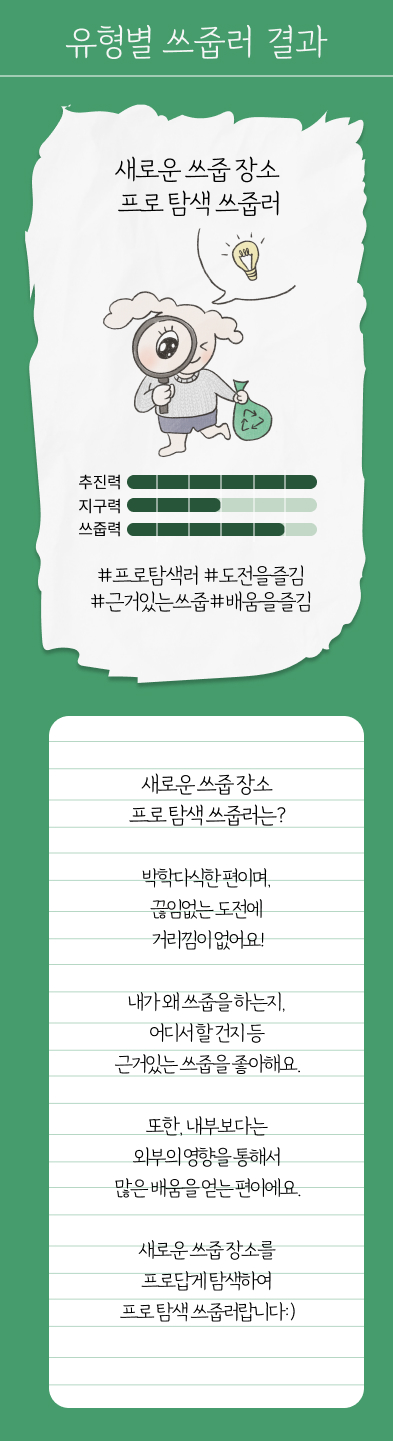 유형별 쓰줍러 결과
새로운 쓰줍 장소
프로 탐색 쓰줍러
추진력
지구력
쓰줍력
#프로탐색러 #도전을즐김
#근거있는쓰줍#배움을즐김
새로운 쓰줍 장소
프로 탐색 쓰줍러는?
박학다식한 편이며,
끊임없는 도전에
거리낌이 없어요!
내가 왜 쓰줍을 하는지,
어디서 할 건지 등
근거있는 쓰줍을 좋아해요.
또한, 내부보다는
외부의 영향을 통해서
많은 배움을 얻는 편이에요.
새로운 쓰줍 장소를
프로답게 탐색하여
프로 탐색 쓰줍러랍니다:)